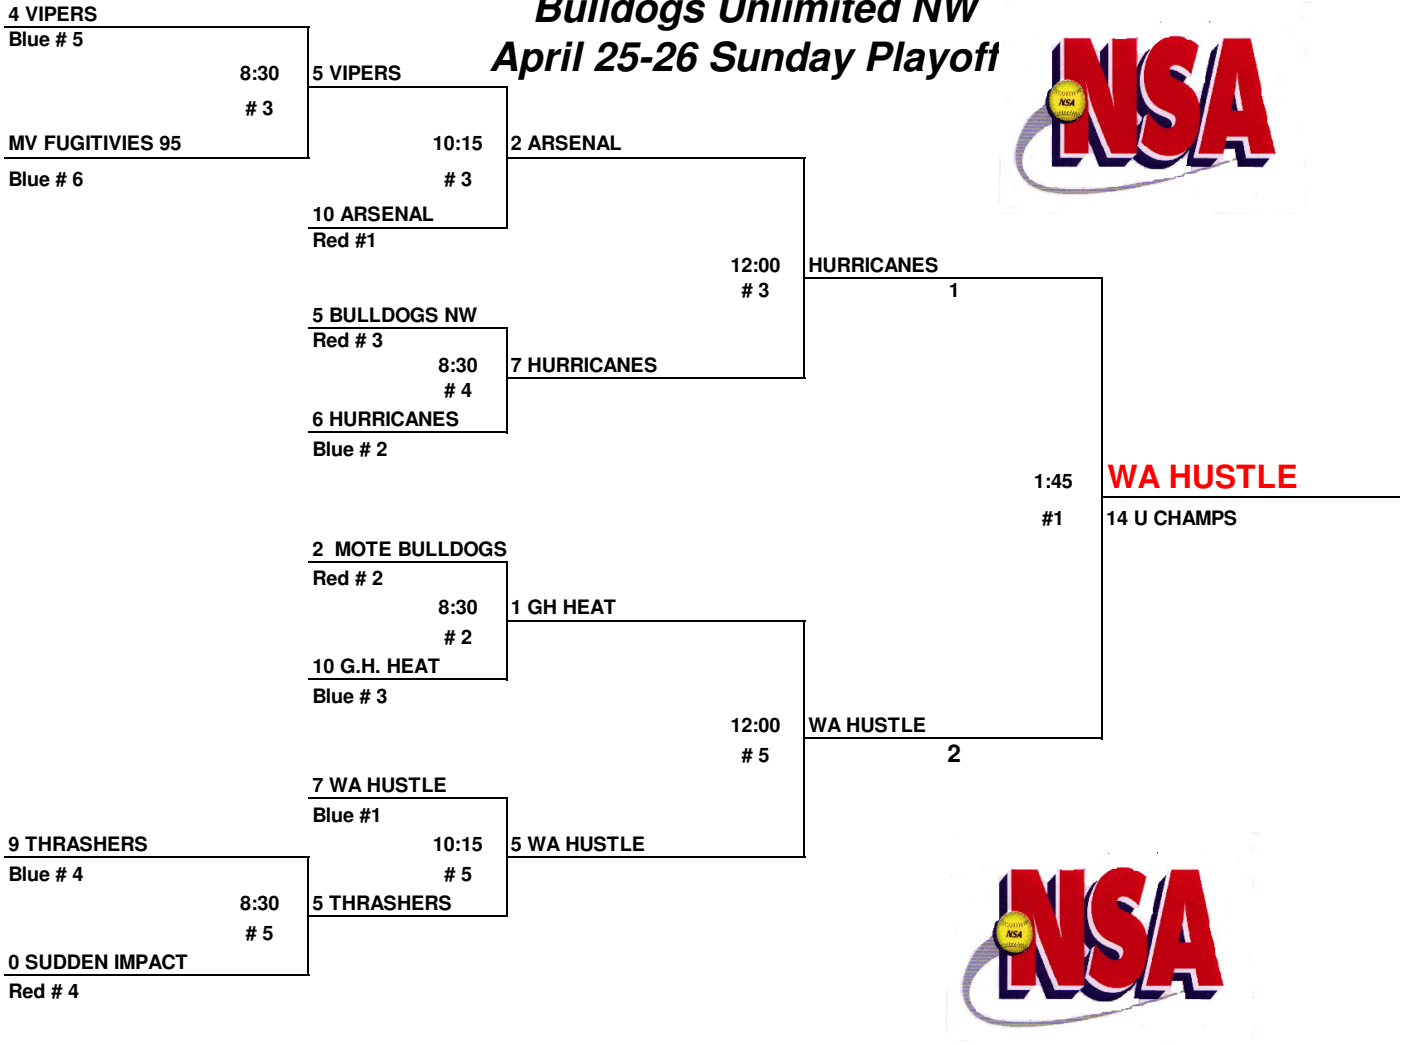 Bulldogs Unlimited NW
April 25-26 Sunday Playoff
NSA
NSA
4 VIPERS
Blue # 5
8:30
# 3
MV FUGITIVIES 95
Blue # 6
5 VIPERS
10:15
# 3
10 ARSENAL
Red #1
2 ARSENAL
12:00
# 3
5 BULLDOGS NW
Red # 3
8:30
# 4
6 HURRICANES
Blue # 2
7 HURRICANES
HURRICANES
1
1:45
#1
WA HUSTLE
14 U CHAMPS
2  MOTE BULLDOGS
Red # 2
8:30
# 2
10 G.H. HEAT
Blue # 3
1 GH HEAT
12:00
# 5
WA HUSTLE
2
7 WA HUSTLE
Blue #1
10:15
# 5
5 WA HUSTLE
9 THRASHERS
Blue # 4
8:30
# 5
5 THRASHERS
0 SUDDEN IMPACT
Red # 4
NSA
NSA